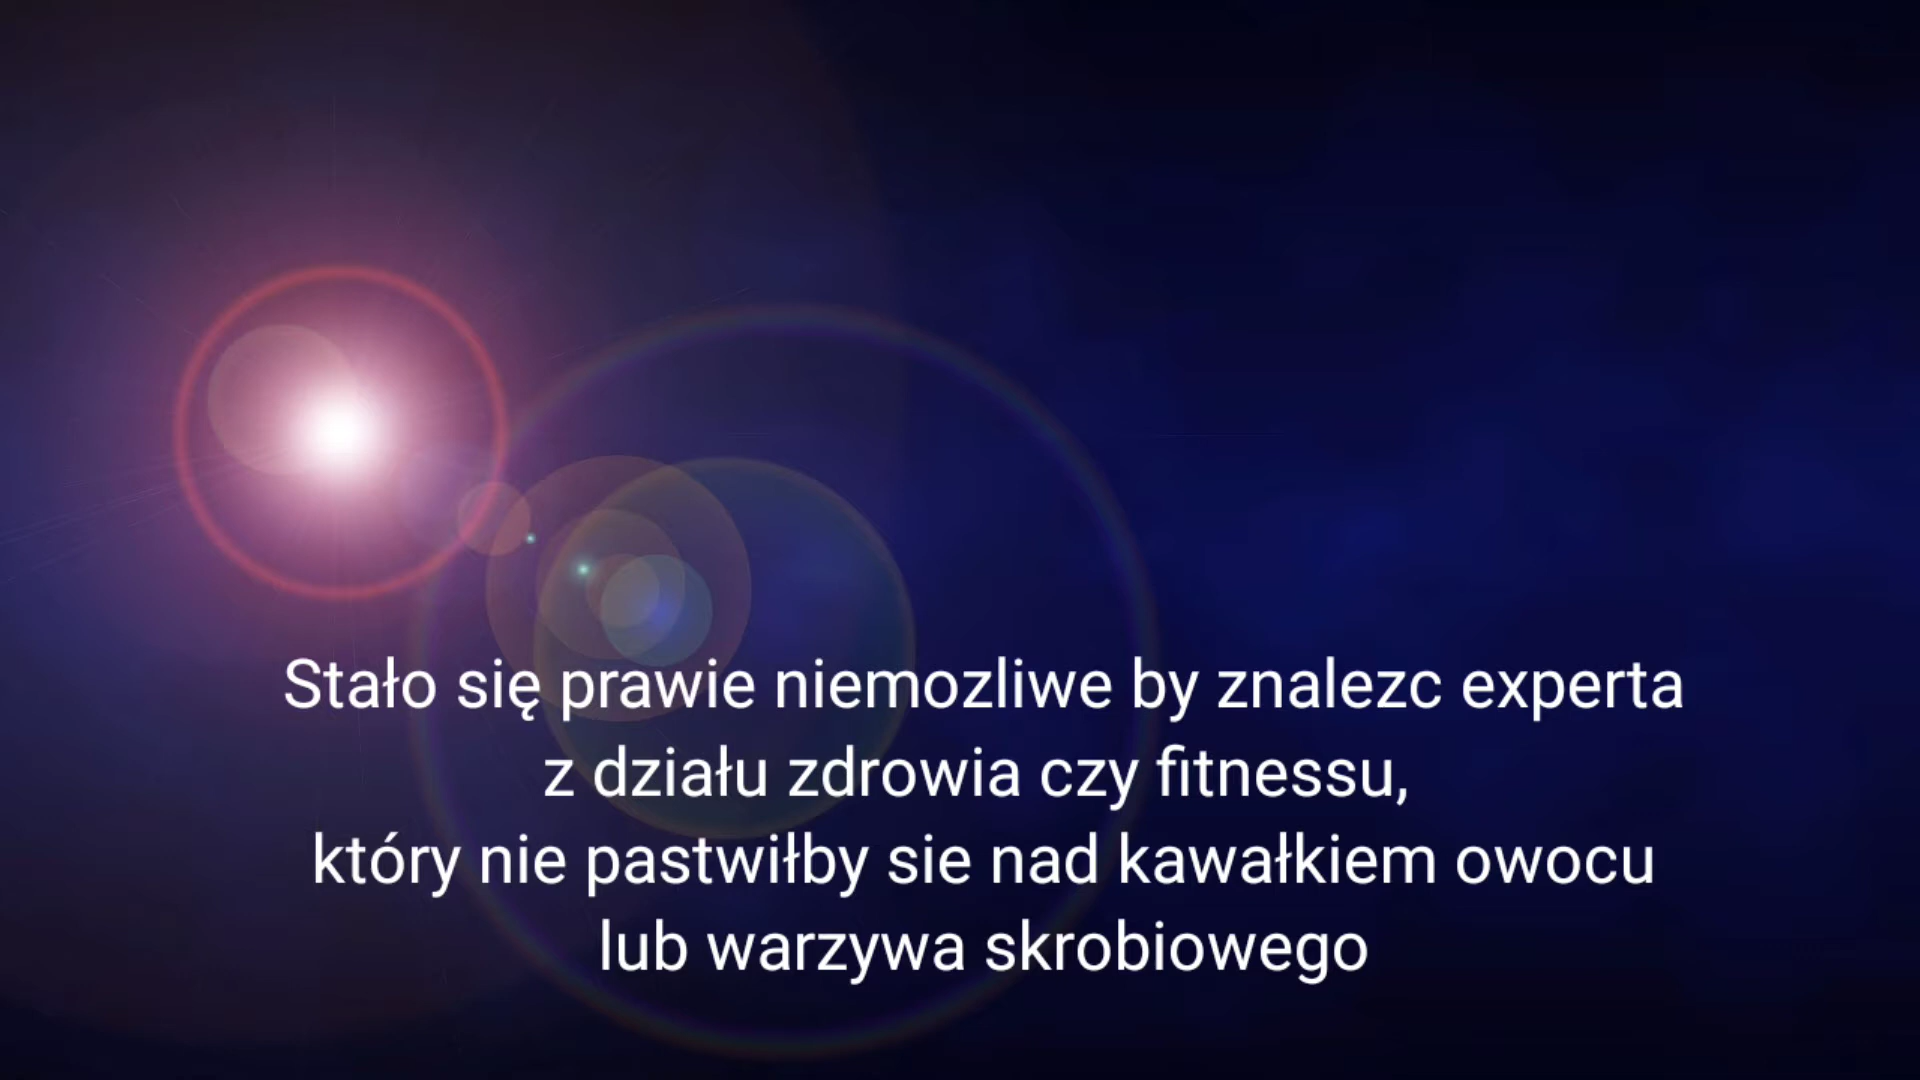 Stało się prawie niemozliwe by znalezc experta
z działu zdrowia czy fitnessu,
który nie pastwiłby sie nad kawałkiem owocu
lub warzywa skrobiowego